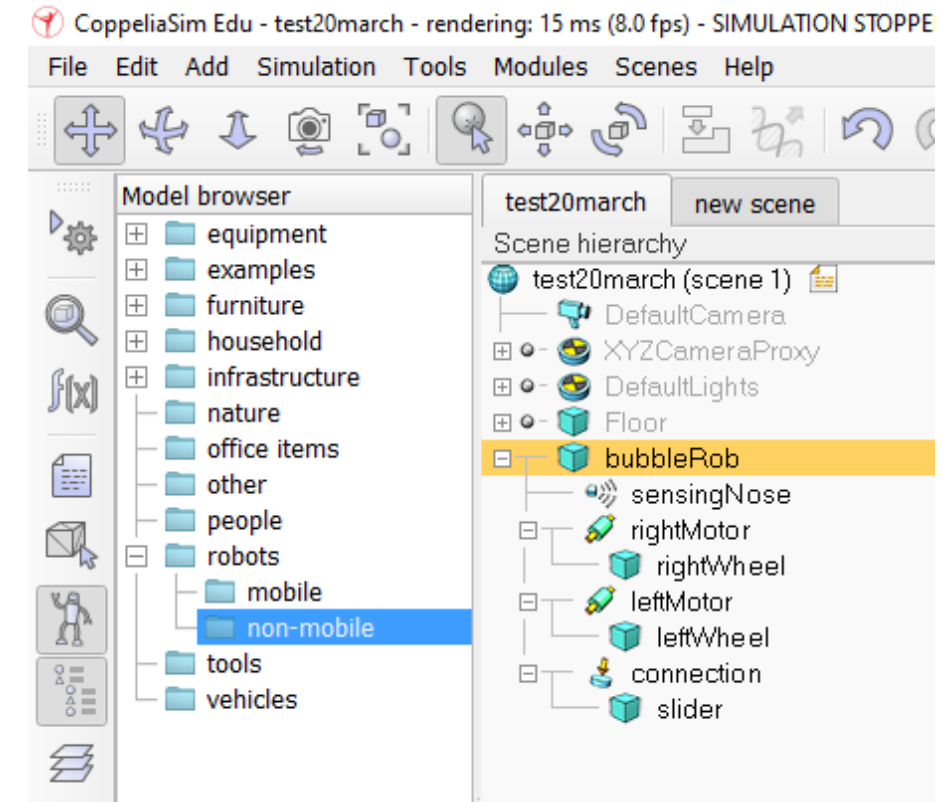 CoppeliaSim Edu - test20march - rendering: 15 ms (8.0 fps) - SIMULATION STOPPE
File Edit Add Simulation Tools Modules Scenes Help
Model browser
equipment
examples
furniture
household
infrastructure
nature
office items
other
people
robots
mobile
non-mobile
tools
vehicles
test20march new scene
Scene hierarchy
test20march (scene 1)
DefaultCamera
XYZCameraProxy
DefaultLights
Floor
bubbleRob
sensingNose
rightMotor
rightWheel
leftMotor
leftWheel
connection
slider
f(x)